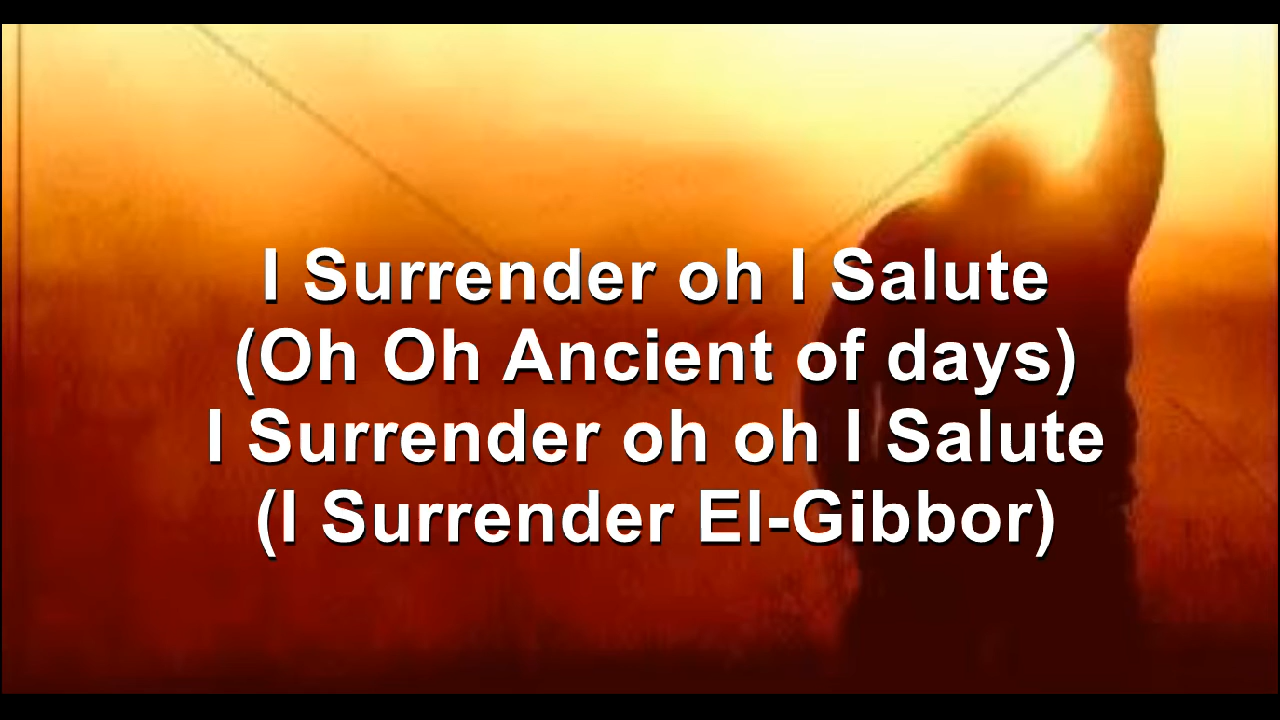 I Surrender oh I Salute
(Oh Oh Ancient of days)
I Surrender oh oh I Salute
(I Surrender El-Gibbor)